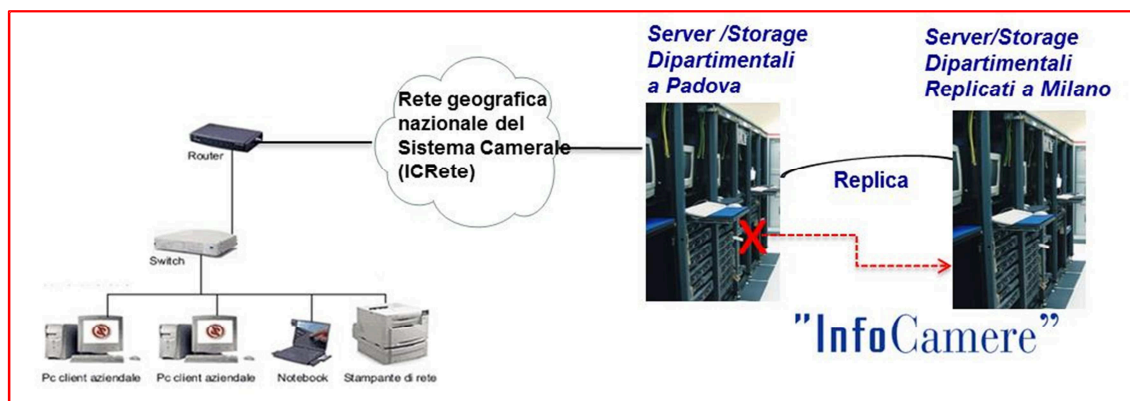 Server /Storage
Dipartimentali
a Padova
Server/Storage
Dipartimentali
Replicati a Milano
Rete geografica
nazionale del
Sistema Camerale
(ICRete)
Router
Replica
Switch
X
"InfoCamere"
Pc client aziendale
Pc client aziendale
Notebook
Stampante di rete